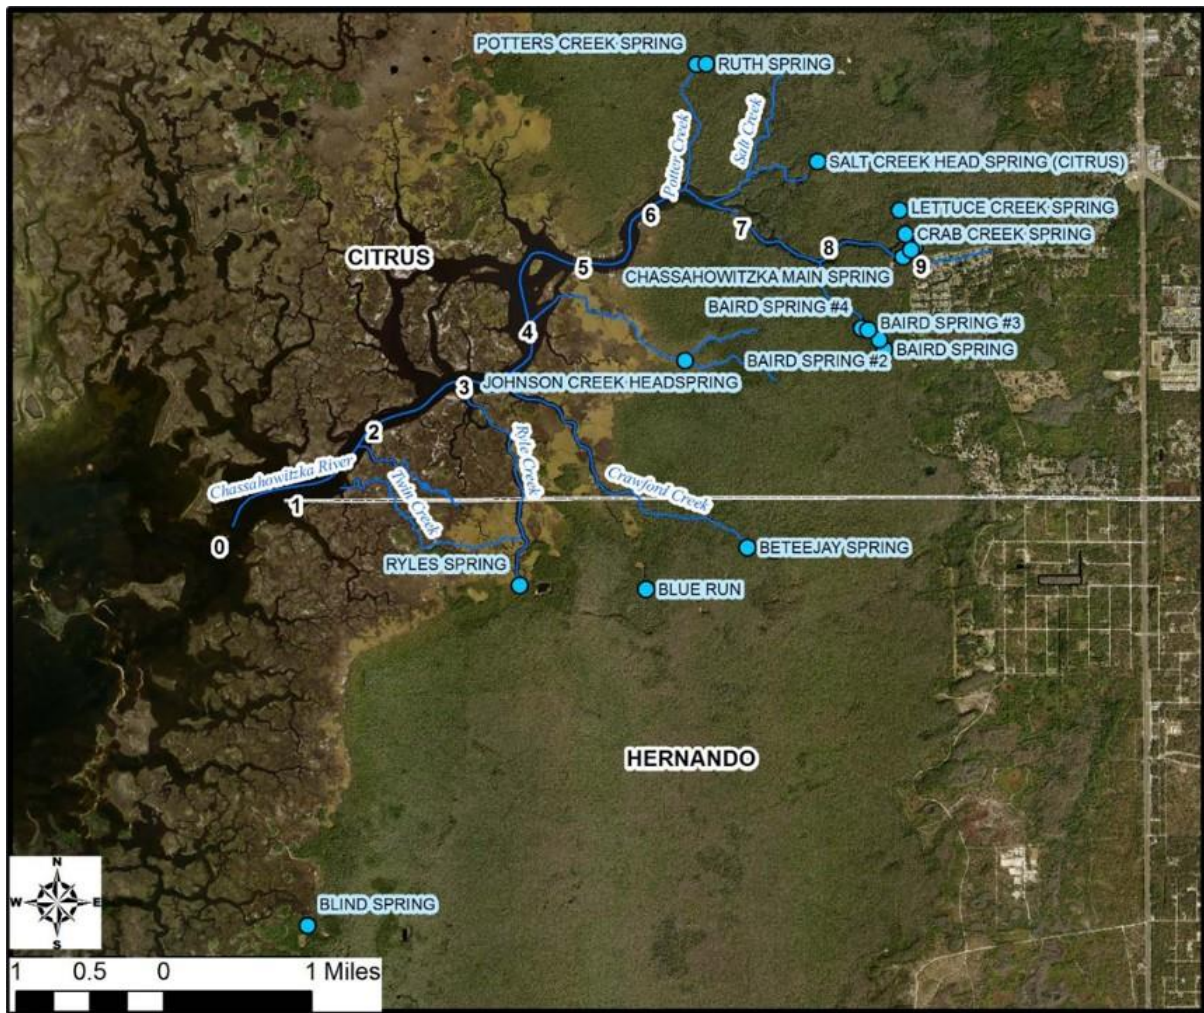 POTTERS CREEK SPRING
RUTH SPRING
Potter Creek
Salt Creek
SALT CREEK HEAD SPRING (CITRUS)
LETTUCE CREEK SPRING
CRAB CREEK SPRING
6
7
8
9
CITRUS
5
CHASSAHOWITZKA MAIN SPRING
BAIRD SPRING #4
BAIRD SPRING #3
4
BAIRD SPRING
BAIRD SPRING #2
3
JOHNSON CREEK HEADSPRING
2
Chassahowitzka River
Twin Creek
Ryle Creek
Crawford Creek
1
0
RYLES SPRING
BETEEJAY SPRING
BLUE RUN
HERNANDO
BLIND SPRING
N
W
E
S
1 0.5 0 1 Miles